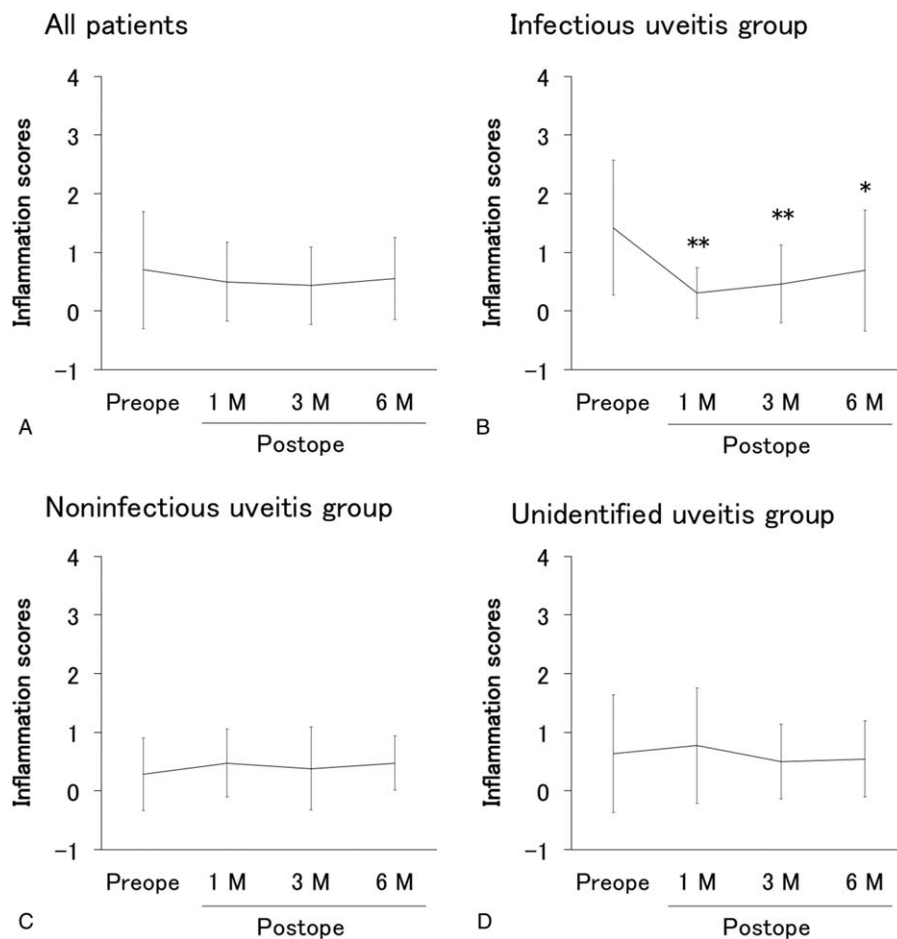 All patients
Inflammation scores
4
3
2
1
0
−1
Preope 1 M 3 M 6 M
Postope
A
Infectious uveitis group
Inflammation scores
4
3
2
1
0
−1
** ** *
Preope 1 M 3 M 6 M
Postope
B
Noninfectious uveitis group
Inflammation scores
4
3
2
1
0
−1
Preope 1 M 3 M 6 M
Postope
C
Unidentified uveitis group
Inflammation scores
4
3
2
1
0
−1
Preope 1 M 3 M 6 M
Postope
D